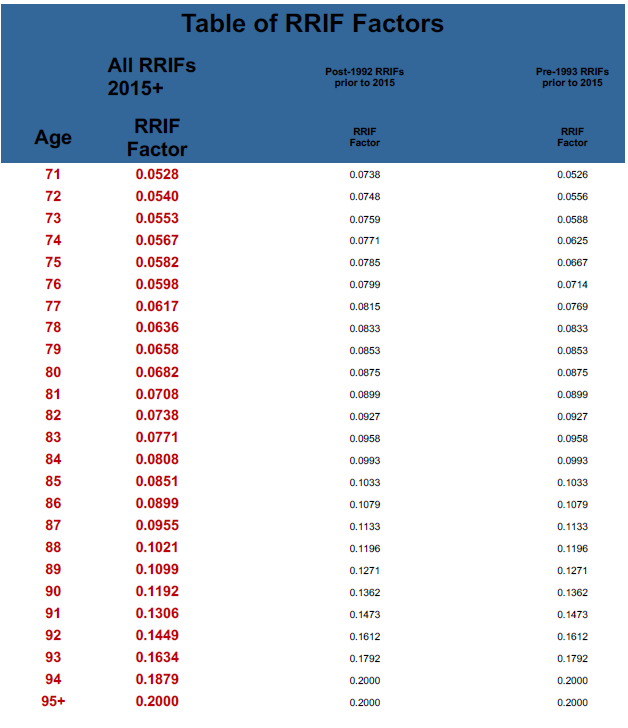 Table of RRIF Factors
All RRIFs
2015+
Post-1992 RRIFs
prior to 2015
Pre-1993 RRIFs
prior to 2015
Age
RRIF
Factor
RRIF
Factor
RRIF
Factor
71 0.0528 0.0738 0.0526
72 0.0540 0.0748 0.0556
73 0.0553 0.0759 0.0588
74 0.0567 0.0771 0.0625
75 0.0582 0.0785 0.0667
76 0.0598 0.0799 0.0714
77 0.0617 0.0815 0.0769
78 0.0636 0.0833 0.0833
79 0.0658 0.0853 0.0853
80 0.0682 0.0875 0.0875
81 0.0708 0.0899 0.0899
82 0.0738 0.0927 0.0927
83 0.0771 0.0958 0.0958
84 0.0808 0.0993 0.0993
85 0.0851 0.1033 0.1033
86 0.0899 0.1079 0.1079
87 0.0955 0.1133 0.1133
88 0.1021 0.1196 0.1196
89 0.1099 0.1271 0.1271
90 0.1192 0.1362 0.1362
91 0.1306 0.1473 0.1473
92 0.1449 0.1612 0.1612
93 0.1634 0.1792 0.1792
94 0.1879 0.2000 0.2000
95+ 0.2000 0.2000 0.2000